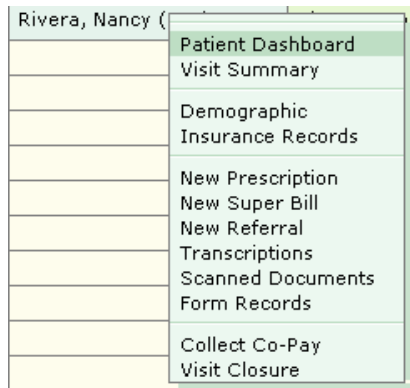 Rivera, Nancy (
Patient Dashboard
Visit Summary
Demographic
Insurance Records
New Prescription
New Super Bill
New Referral
Transcriptions
Scanned Documents
Form Records
Collect Co-Pay
Visit Closure